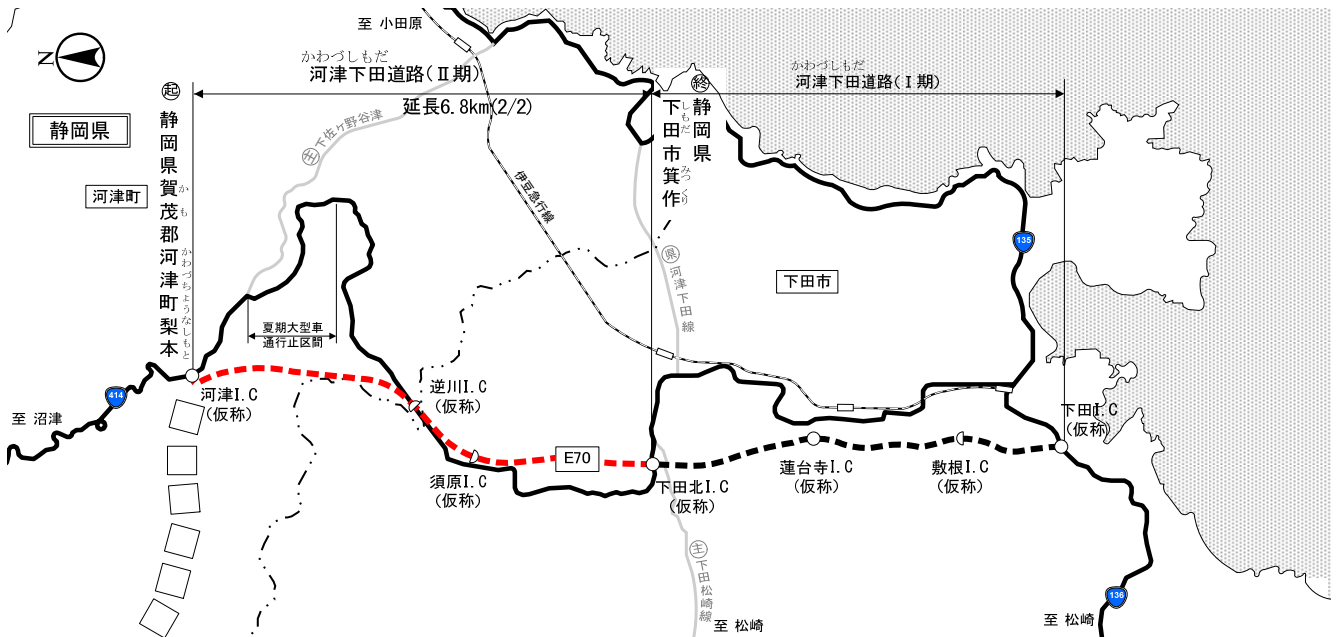 至 小田原
N
かわづしもだ
河津下田道路(Ⅱ期)
かわづしもだ
河津下田道路(Ⅰ期)
延長6.8km(2/2)
静岡県
河津町
起 静岡県賀茂郡河津町梨本
かも
かわづちょうなしもと
主 下佐ヶ野谷津
終 静岡県
下田市箕作
しもだ
みつくり
伊豆急行線
県 河津下田線
135
下田市
夏期大型車
通行止区間
414
至 沼津
河津I.C
(仮称)
逆川I.C
(仮称)
須原I.C
(仮称)
E70
下田北I.C
(仮称)
蓮台寺I.C
(仮称)
敷根I.C
(仮称)
下田I.C
(仮称)
主 下田松崎線
至 松崎
136
至 松崎